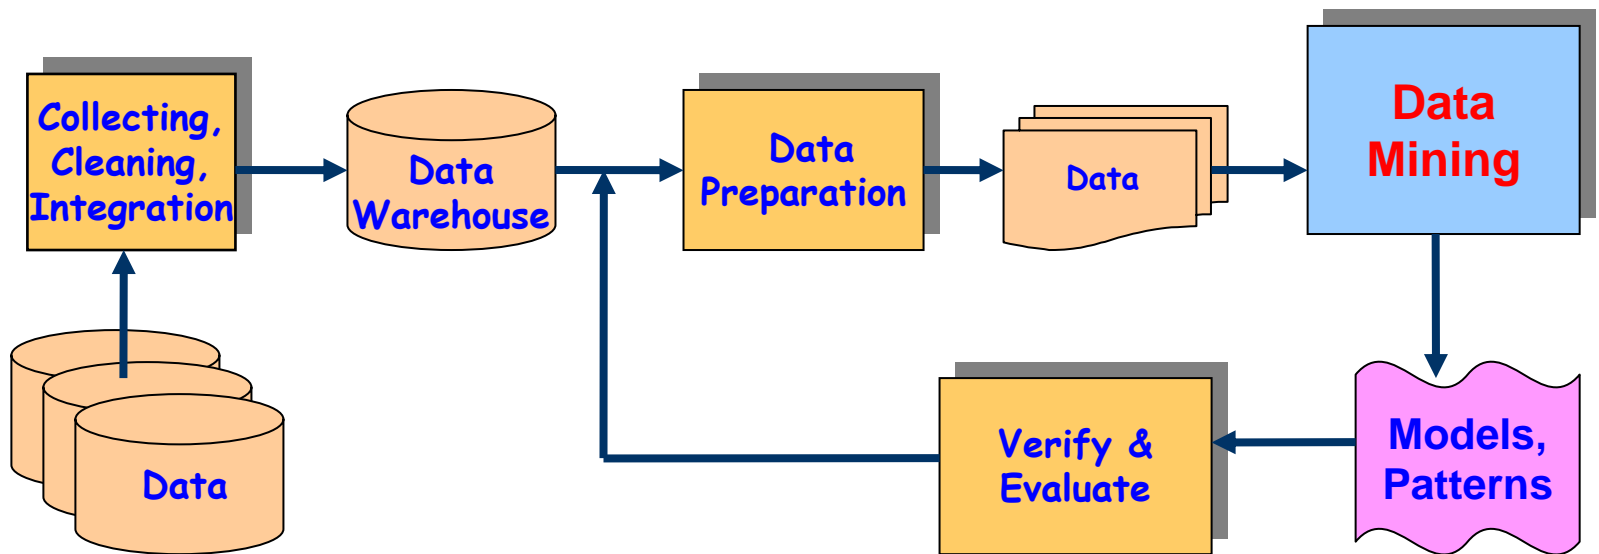 Collecting,
Cleaning,
Integration
Data
Warehouse
Data
Preparation
Data
Data
Mining
Data
Verify &
Evaluate
Models,
Patterns